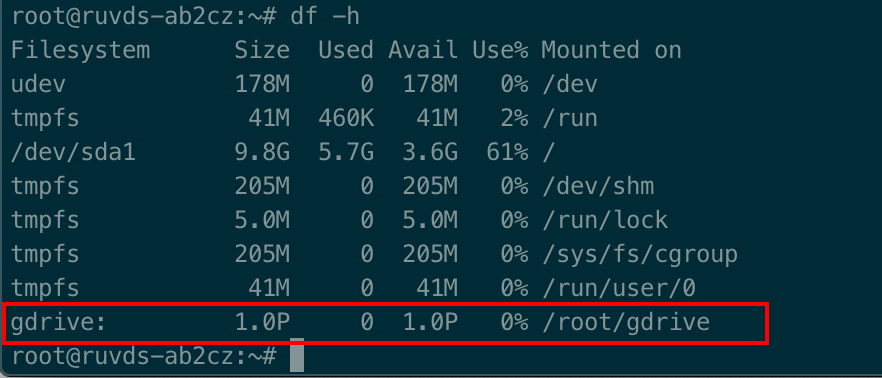 root@ruvds-ab2cz:~# df -h
Filesystem      Size  Used Avail Use% Mounted on
udev            178M     0  178M   0% /dev
tmpfs            41M  460K   41M   2% /run
/dev/sda1       9.8G  5.7G  3.6G  61% /
tmpfs           205M     0  205M   0% /dev/shm
tmpfs           5.0M     0  5.0M   0% /run/lock
tmpfs           205M     0  205M   0% /sys/fs/cgroup
tmpfs            41M     0   41M   0% /run/user/0
gdrive:         1.0P     0  1.0P   0% /root/gdrive
root@ruvds-ab2cz:~#